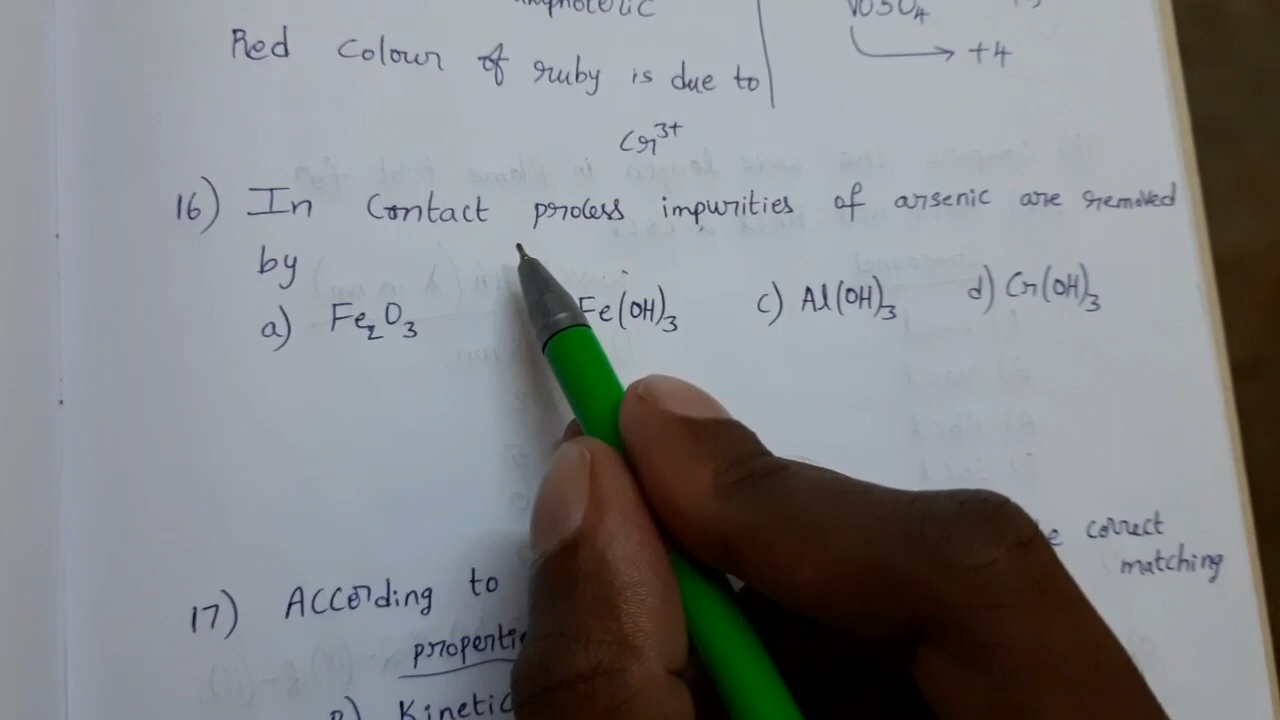 VOSO4
Red Colour of ruby is due to
→ +4
Cr³⁺
16) In Contact process impurities of arsenic are removed
by
a) Fe₂O₃ Fe(OH)₃ c) Al(OH)₃ d) Cr(OH)₃
correct
matching
17) According to
d) Kinetic